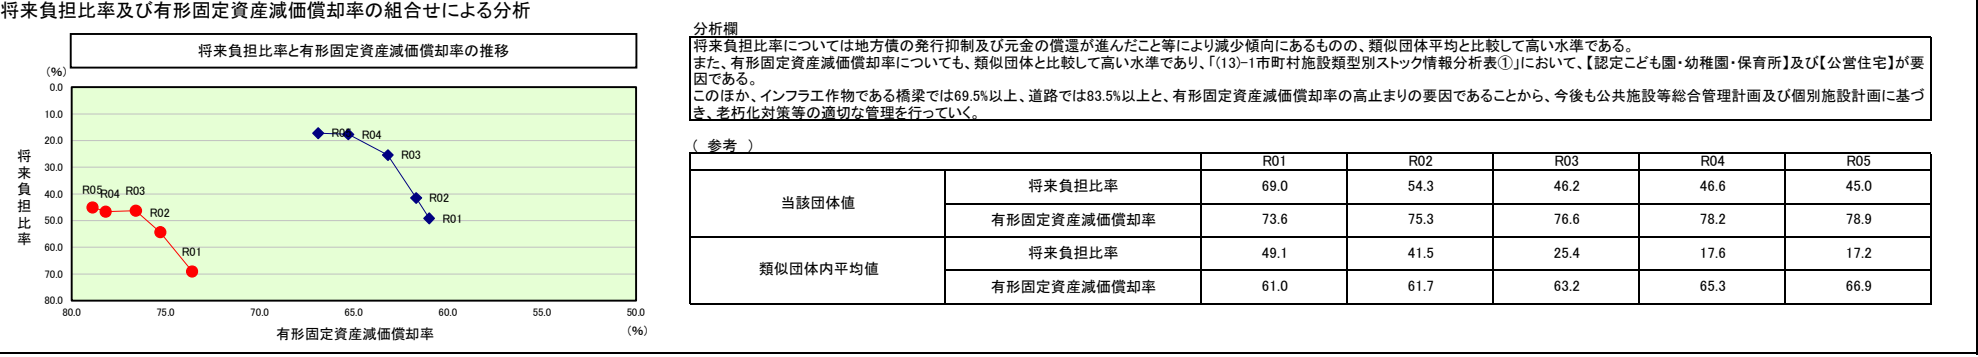 将来負担比率及び有形固定資産減価償却率の組合せによる分析
将来負担比率と有形固定資産減価償却率の推移
(%)
0.0
10.0
20.0
30.0
40.0
50.0
60.0
70.0
80.0
将来負担比率
R04
R03
R02
R01
R05
R04
R03
R02
R01
80.0
75.0
70.0
65.0
60.0
55.0
50.0
(%)
有形固定資産減価償却率
分析欄
将来負担比率については地方債の発行抑制及び元金の償還が進んだこと等により減少傾向にあるものの、類似団体平均と比較して高い水準である。
また、有形固定資産減価償却率についても、類似団体と比較して高い水準であり、「(13)-1市町村施設類型別ストック情報分析表①」において、【認定こども園・幼稚園・保育所】及び【公営住宅】が要
因である。
このほか、インフラ工作物である橋梁では69.5%以上、道路では83.5%以上と、有形固定資産減価償却率の高止まりの要因であることから、今後も公共施設等総合管理計画及び個別施設計画に基づ
き、老朽化対策等の適切な管理を行っていく。
( 参考 )
R01 R02 R03 R04 R05
当該団体値
将来負担比率 69.0 54.3 46.2 46.6 45.0
有形固定資産減価償却率 73.6 75.3 76.6 78.2 78.9
類似団体内平均値
将来負担比率 49.1 41.5 25.4 17.6 17.2
有形固定資産減価償却率 61.0 61.7 63.2 65.3 66.9